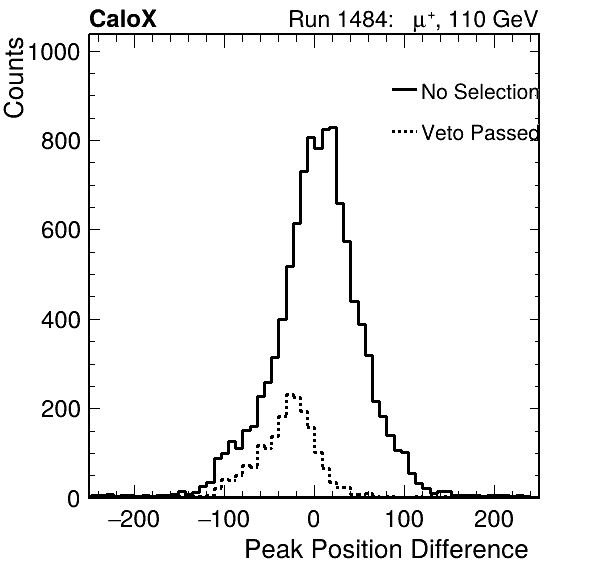 CaloX Run 1484: μ⁺, 110 GeV
Counts
1000
800
600
400
200
0
No Selection
Veto Passed
−200 −100 0 100 200
Peak Position Difference